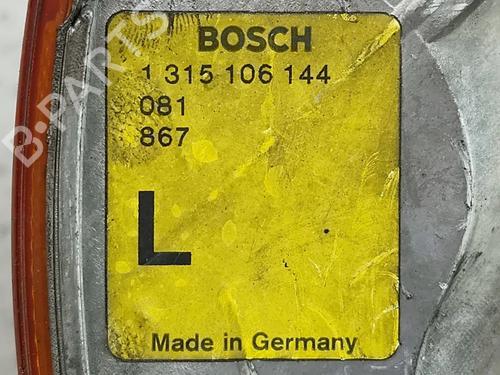 BOSCH
1 315 106 144
081
867
L
Made in Germany
B-PARTS